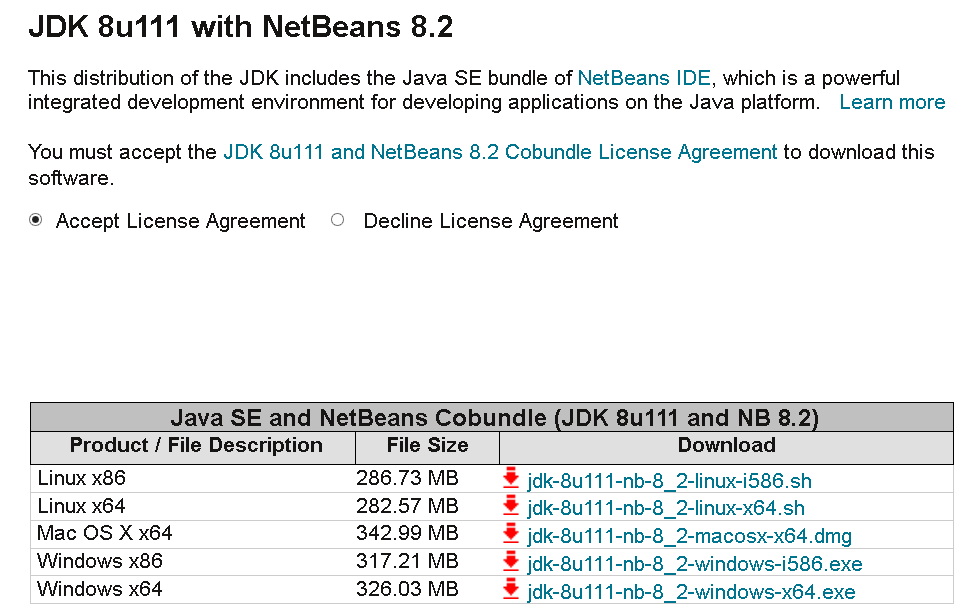 JDK 8u111 with NetBeans 8.2
This distribution of the JDK includes the Java SE bundle of NetBeans IDE, which is a powerful
integrated development environment for developing applications on the Java platform. Learn more
You must accept the JDK 8u111 and NetBeans 8.2 Cobundle License Agreement to download this
software.
Accept License Agreement Decline License Agreement
Java SE and NetBeans Cobundle (JDK 8u111 and NB 8.2)
Product / File Description File Size Download
Linux x86 286.73 MB jdk-8u111-nb-8_2-linux-i586.sh
Linux x64 282.57 MB jdk-8u111-nb-8_2-linux-x64.sh
Mac OS X x64 342.99 MB jdk-8u111-nb-8_2-macosx-x64.dmg
Windows x86 317.21 MB jdk-8u111-nb-8_2-windows-i586.exe
Windows x64 326.03 MB jdk-8u111-nb-8_2-windows-x64.exe